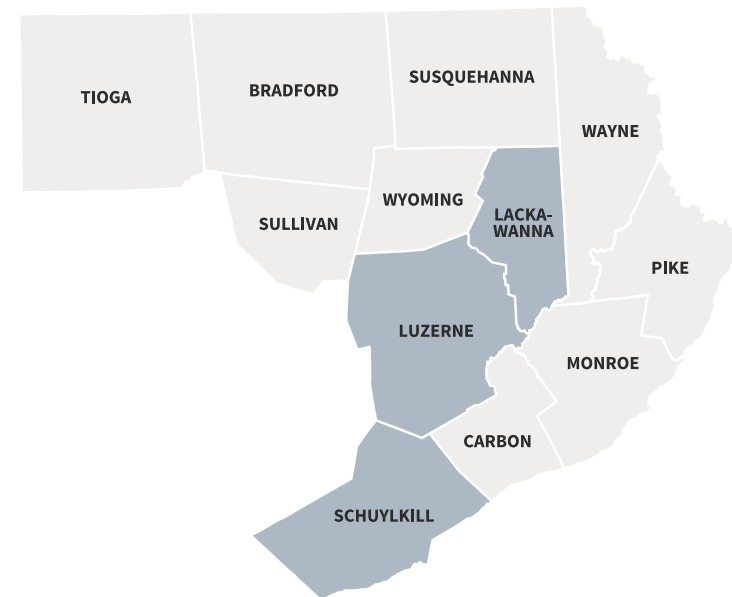 SUSQUEHANNA
BRADFORD
TIOGA
WAYNE
WYOMING
LACKA-
WANNA
SULLIVAN
PIKE
LUZERNE
MONROE
CARBON
SCHUYLKILL